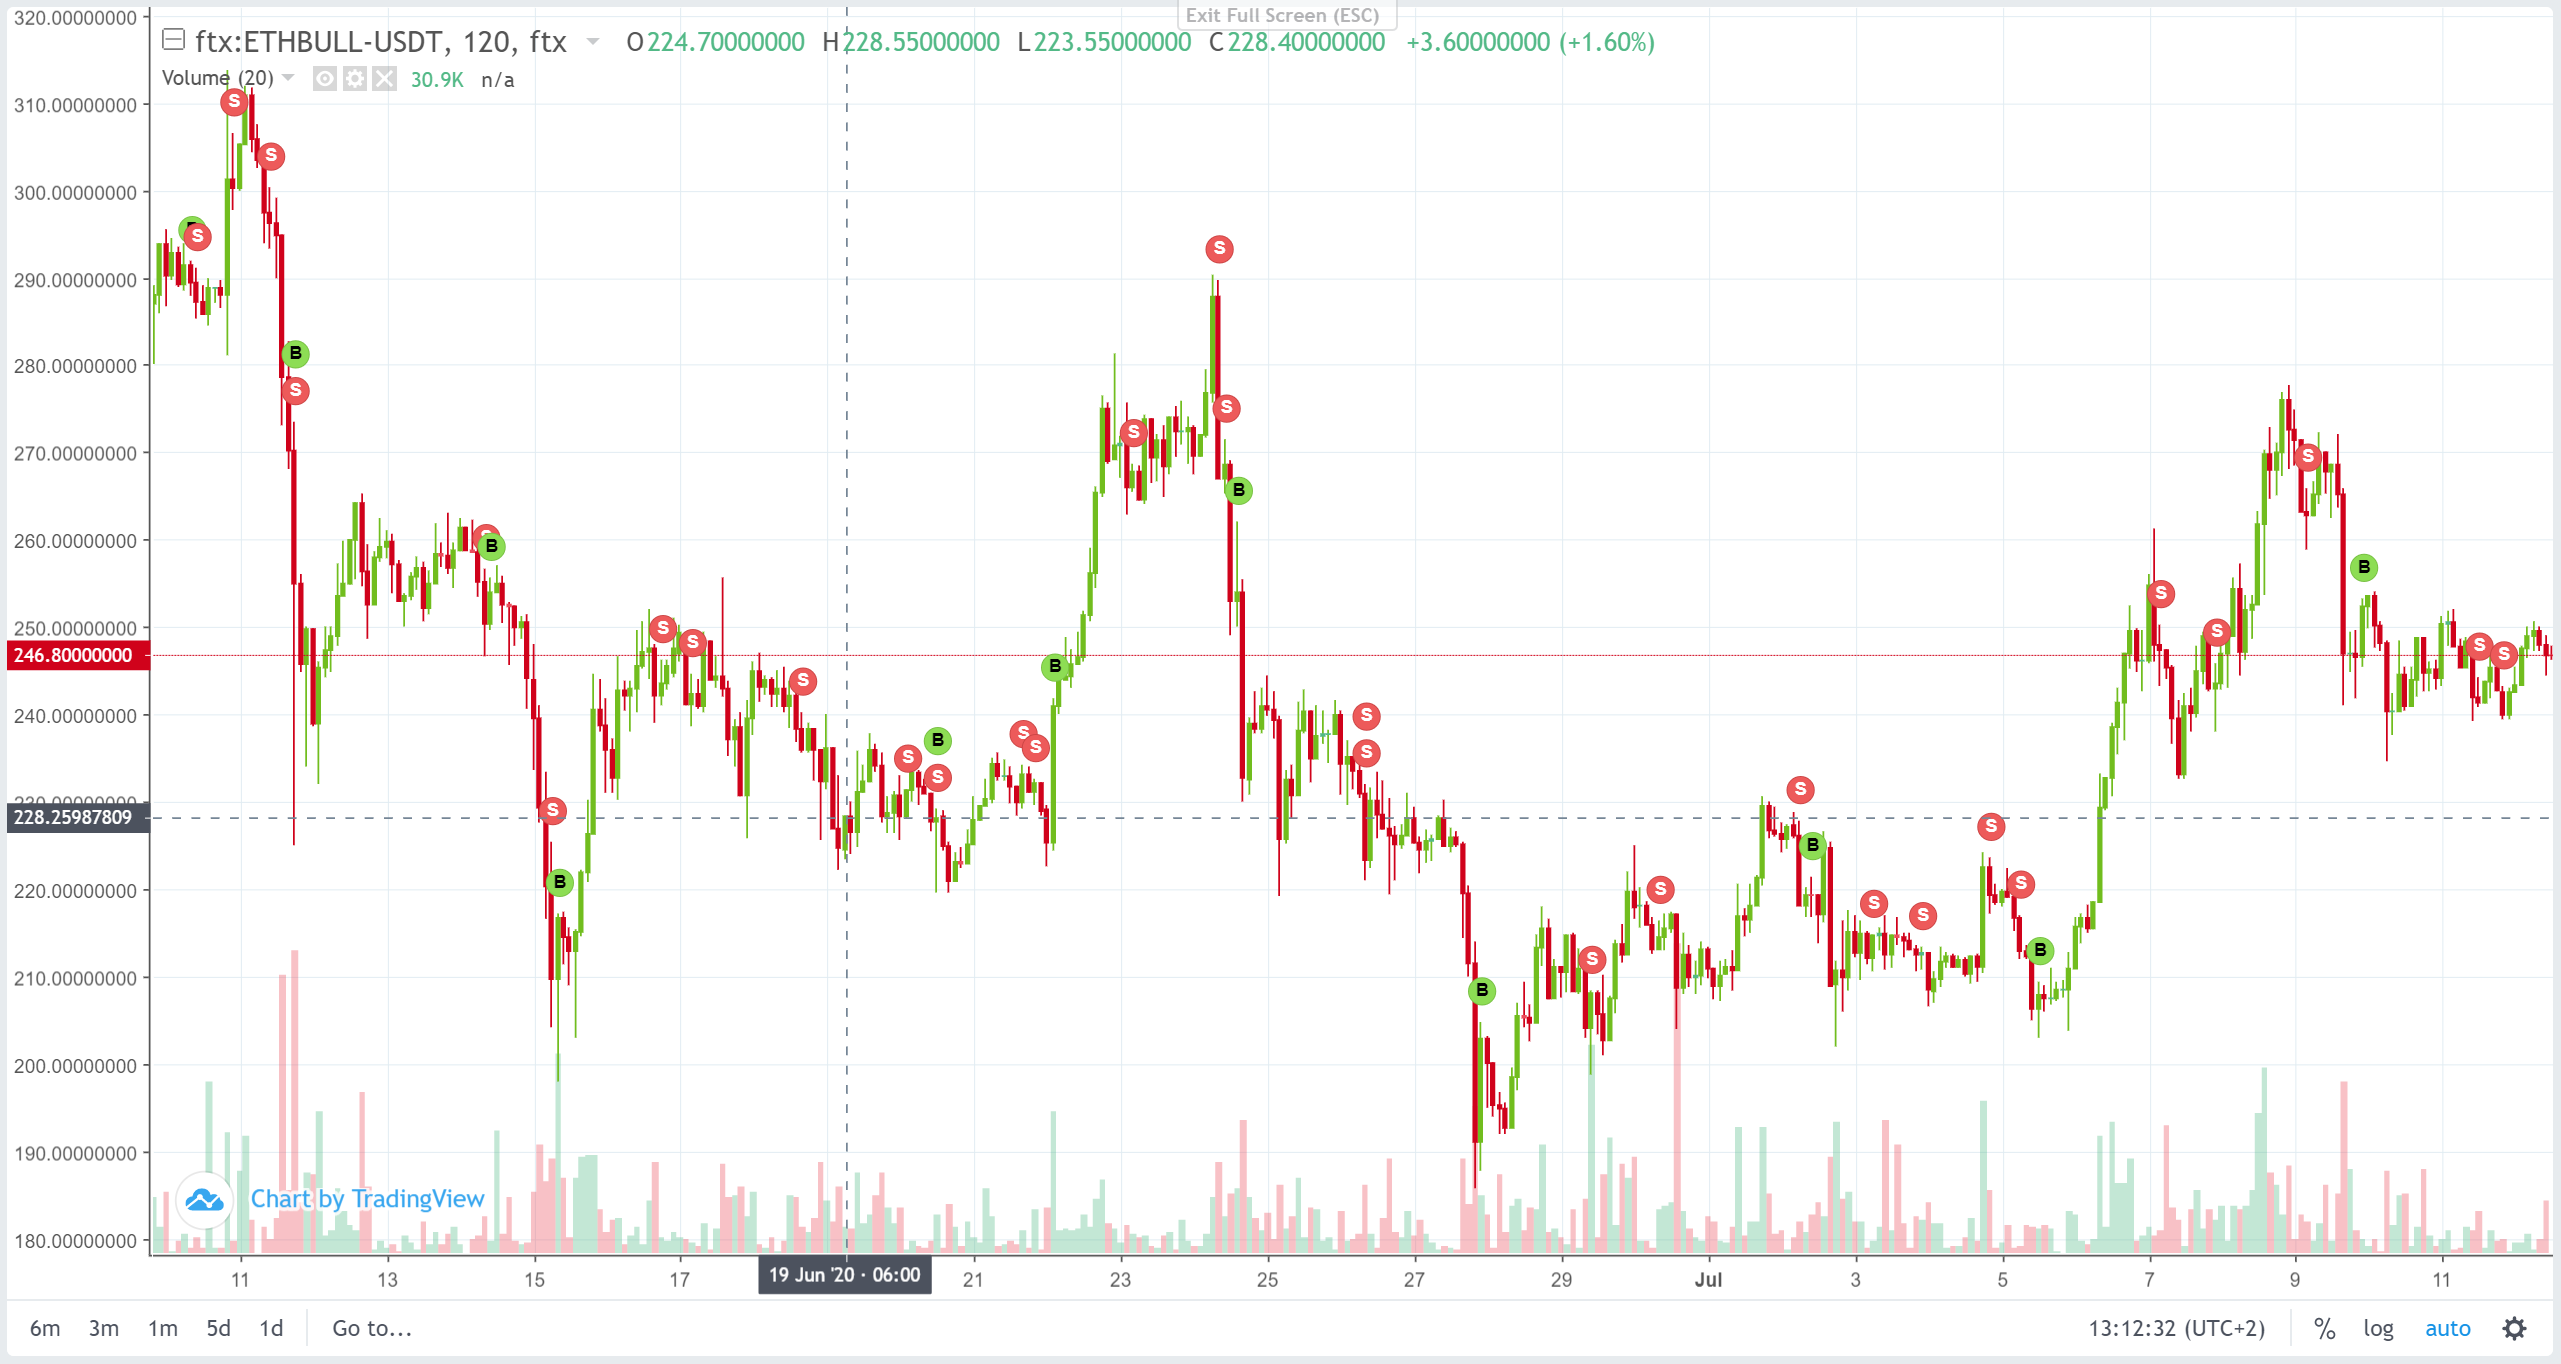 Exit Full Screen (ESC)
ftx:ETHBULL-USDT, 120, ftx O224.70000000 H228.55000000 L223.55000000 C228.40000000 +3.60000000 (+1.60%)
Volume (20) 30.9K n/a
320.00000000
310.00000000
300.00000000
290.00000000
280.00000000
270.00000000
260.00000000
250.00000000
246.80000000
240.00000000
230.00000000
228.25987809
220.00000000
210.00000000
200.00000000
190.00000000
180.00000000
S
S
B
S
B
S
S
B
S
B
S
S
S
S
B
S
S
S
B
S
S
S
B
S
S
B
S
S
S
B
S
S
S
S
B
S
S
S
S
B
S
S
Chart by TradingView
11 13 15 17 19 Jun '20 · 06:00 21 23 25 27 29 Jul 3 5 7 9 11
6m 3m 1m 5d 1d Go to... 13:12:32 (UTC+2) % log auto